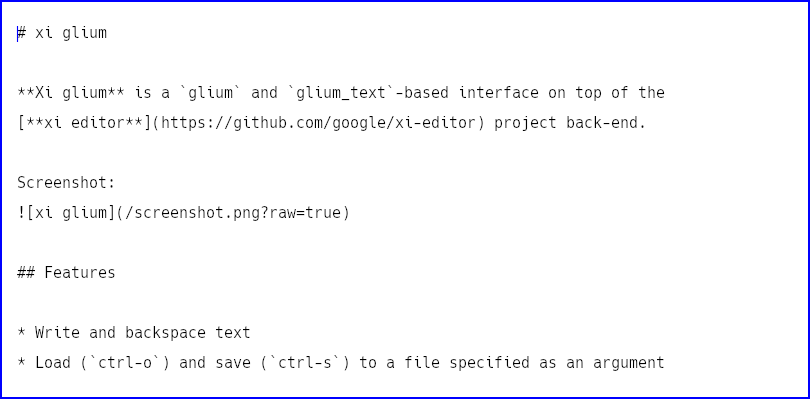 # xi glium
**Xi glium** is a `glium` and `glium_text`-based interface on top of the
[**xi editor**](https://github.com/google/xi-editor) project back-end.
Screenshot:
![xi glium](/screenshot.png?raw=true)
## Features
* Write and backspace text
* Load (`ctrl-o`) and save (`ctrl-s`) to a file specified as an argument